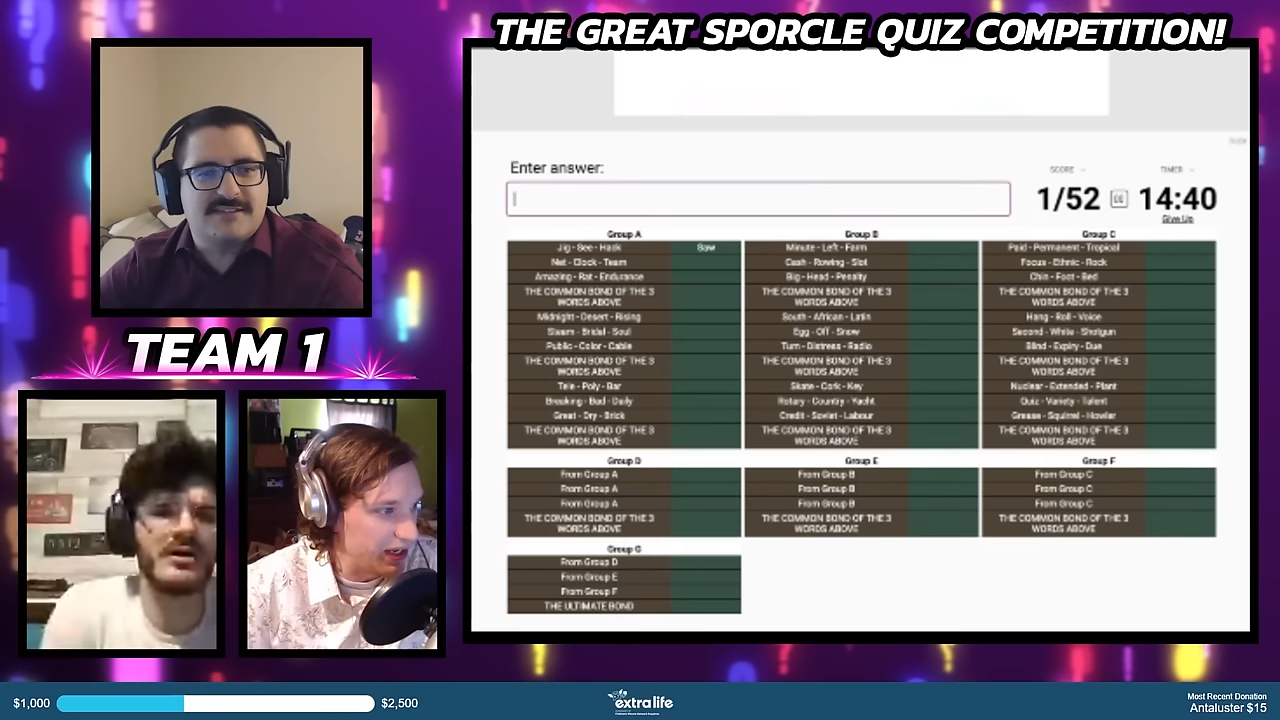 THE GREAT SPORCLE QUIZ COMPETITION!
Enter answer:
SCORE
TIMER
1/52
14:40
Give Up
Group A
Jig - See - Hack
Saw
Net - Clock - Team
Amazing - Rat - Endurance
THE COMMON BOND OF THE 3
WORDS ABOVE
Midnight - Desert - Rising
Steam - Bridal - Soul
Public - Color - Cable
THE COMMON BOND OF THE 3
WORDS ABOVE
Tele - Poly - Bar
Breaking - Bad - Daily
Great - Dry - Brick
THE COMMON BOND OF THE 3
WORDS ABOVE
Group B
Minute - Left - Farm
Cash - Rowing - Slot
Big - Head - Penalty
THE COMMON BOND OF THE 3
WORDS ABOVE
South - African - Latin
Egg - Off - Snow
Turn - Distress - Radio
THE COMMON BOND OF THE 3
WORDS ABOVE
Skate - Cork - Key
Rotary - Country - Yacht
Credit - Soviet - Labour
THE COMMON BOND OF THE 3
WORDS ABOVE
Group C
Paid - Permanent - Tropical
Focus - Ethnic - Rock
Chin - Foot - Bed
THE COMMON BOND OF THE 3
WORDS ABOVE
Hang - Roll - Voice
Second - White - Shotgun
Blind - Expiry - Due
THE COMMON BOND OF THE 3
WORDS ABOVE
Nuclear - Extended - Plant
Quiz - Variety - Talent
Grease - Squirrel - Howler
THE COMMON BOND OF THE 3
WORDS ABOVE
Group D
From Group A
From Group A
From Group A
THE COMMON BOND OF THE 3
WORDS ABOVE
Group E
From Group B
From Group B
From Group B
THE COMMON BOND OF THE 3
WORDS ABOVE
Group F
From Group C
From Group C
From Group C
THE COMMON BOND OF THE 3
WORDS ABOVE
Group G
From Group D
From Group E
From Group F
THE ULTIMATE BOND
TEAM 1
$1,000
$2,500
extralife
Most Recent Donation
Antaluster $15